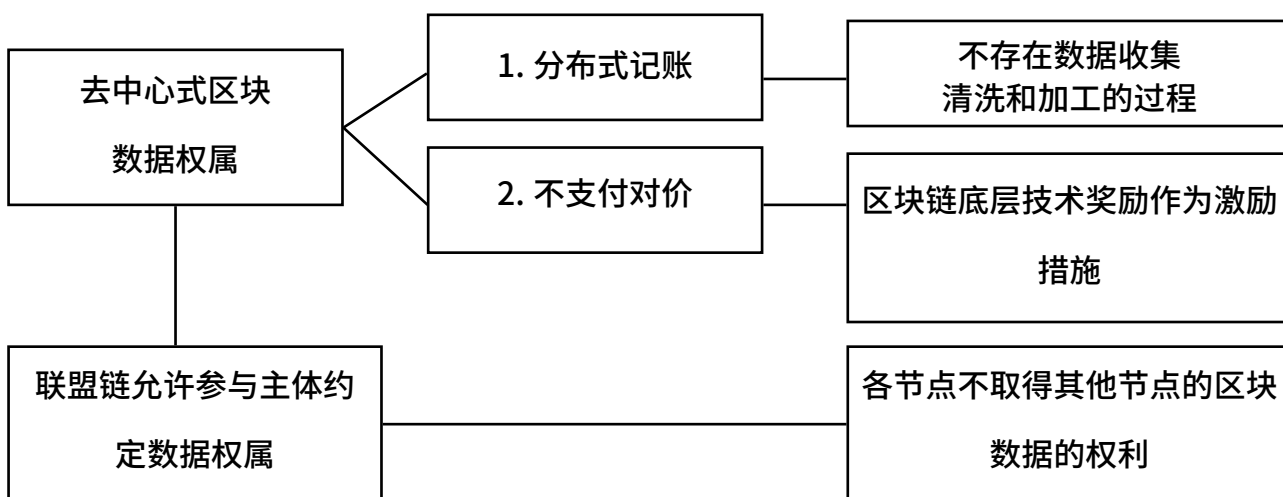 去中心式区块
数据权属
1. 分布式记账
不存在数据收集
清洗和加工的过程
2. 不支付对价
区块链底层技术奖励作为激励
措施
联盟链允许参与主体约
定数据权属
各节点不取得其他节点的区块
数据的权利